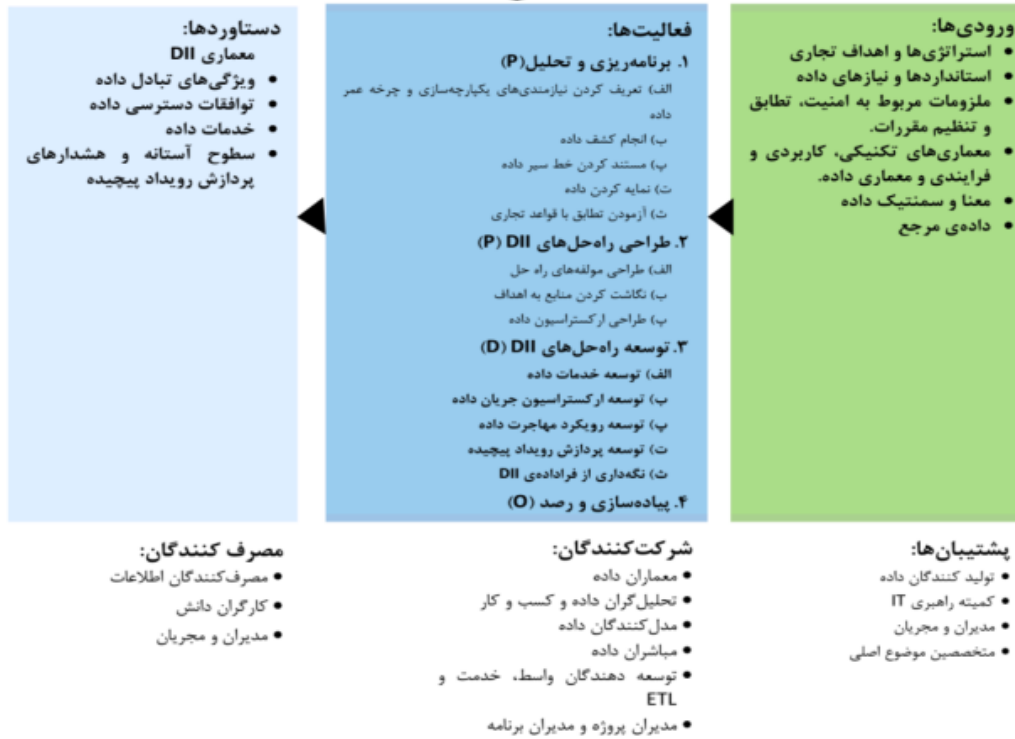 ورودی‌ها:
• استراتژی‌ها و اهداف تجاری
• استانداردها و نیازهای داده
• ملزومات مربوط به امنیت، تطابق
و تنظیم مقررات.
• معماری‌های تکنیکی، کاربردی و
فرایندی و معماری داده.
• معنا و سمنتیک داده
• داده‌ی مرجع
فعالیت‌ها:
۱. برنامه‌ریزی و تحلیل(P)
الف) تعریف کردن نیازمندی‌های یکپارچه‌سازی و چرخه عمر
داده
ب) انجام کشف داده
پ) مستند کردن خط سیر داده
ت) نمایه کردن داده
ث) آزمودن تطابق با قواعد تجاری
۲. طراحی راه‌حل‌های DII (P)
الف) طراحی مولفه‌های راه حل
ب) نگاشت کردن منابع به اهداف
پ) طراحی ارکستراسیون داده
۳. توسعه راه‌حل‌های DII (D)
الف) توسعه خدمات داده
ب) توسعه ارکستراسیون جریان داده
پ) توسعه رویکرد مهاجرت داده
ت) توسعه پردازش رویداد پیچیده
ث) نگه‌داری از فراداده‌ی DII
۴. پیاده‌سازی و رصد (O)
دستاوردها:
معماری DII
• ویژگی‌های تبادل داده
• توافقات دسترسی داده
• خدمات داده
• سطوح آستانه و هشدارهای
پردازش رویداد پیچیده
پشتیبان‌ها:
• تولید کنندگان داده
• کمیته راهبری IT
• مدیران و مجریان
• متخصصین موضوع اصلی
شرکت‌کنندگان:
• معماران داده
• تحلیل‌گران داده و کسب و کار
• مدل‌کنندگان داده
• مباشران داده
• توسعه دهندگان واسط، خدمت و
ETL
• مدیران پروژه و مدیران برنامه
مصرف کنندگان:
• مصرف‌کنندگان اطلاعات
• کارگران دانش
• مدیران و مجریان